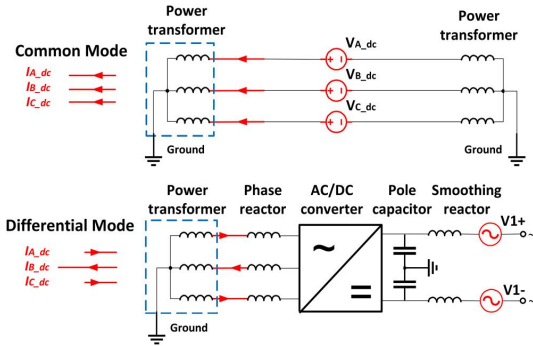 Power
transformer
Power
transformer
Common Mode
I_A_dc
I_B_dc
I_C_dc
V_A_dc
V_B_dc
V_C_dc
+ −
+ −
+ −
Ground
Ground
Power
transformer
Phase
reactor
AC/DC
converter
Pole
capacitor
Smoothing
reactor
Differential Mode
I_A_dc
I_B_dc
I_C_dc
~
=
V1+
V1-
Ground